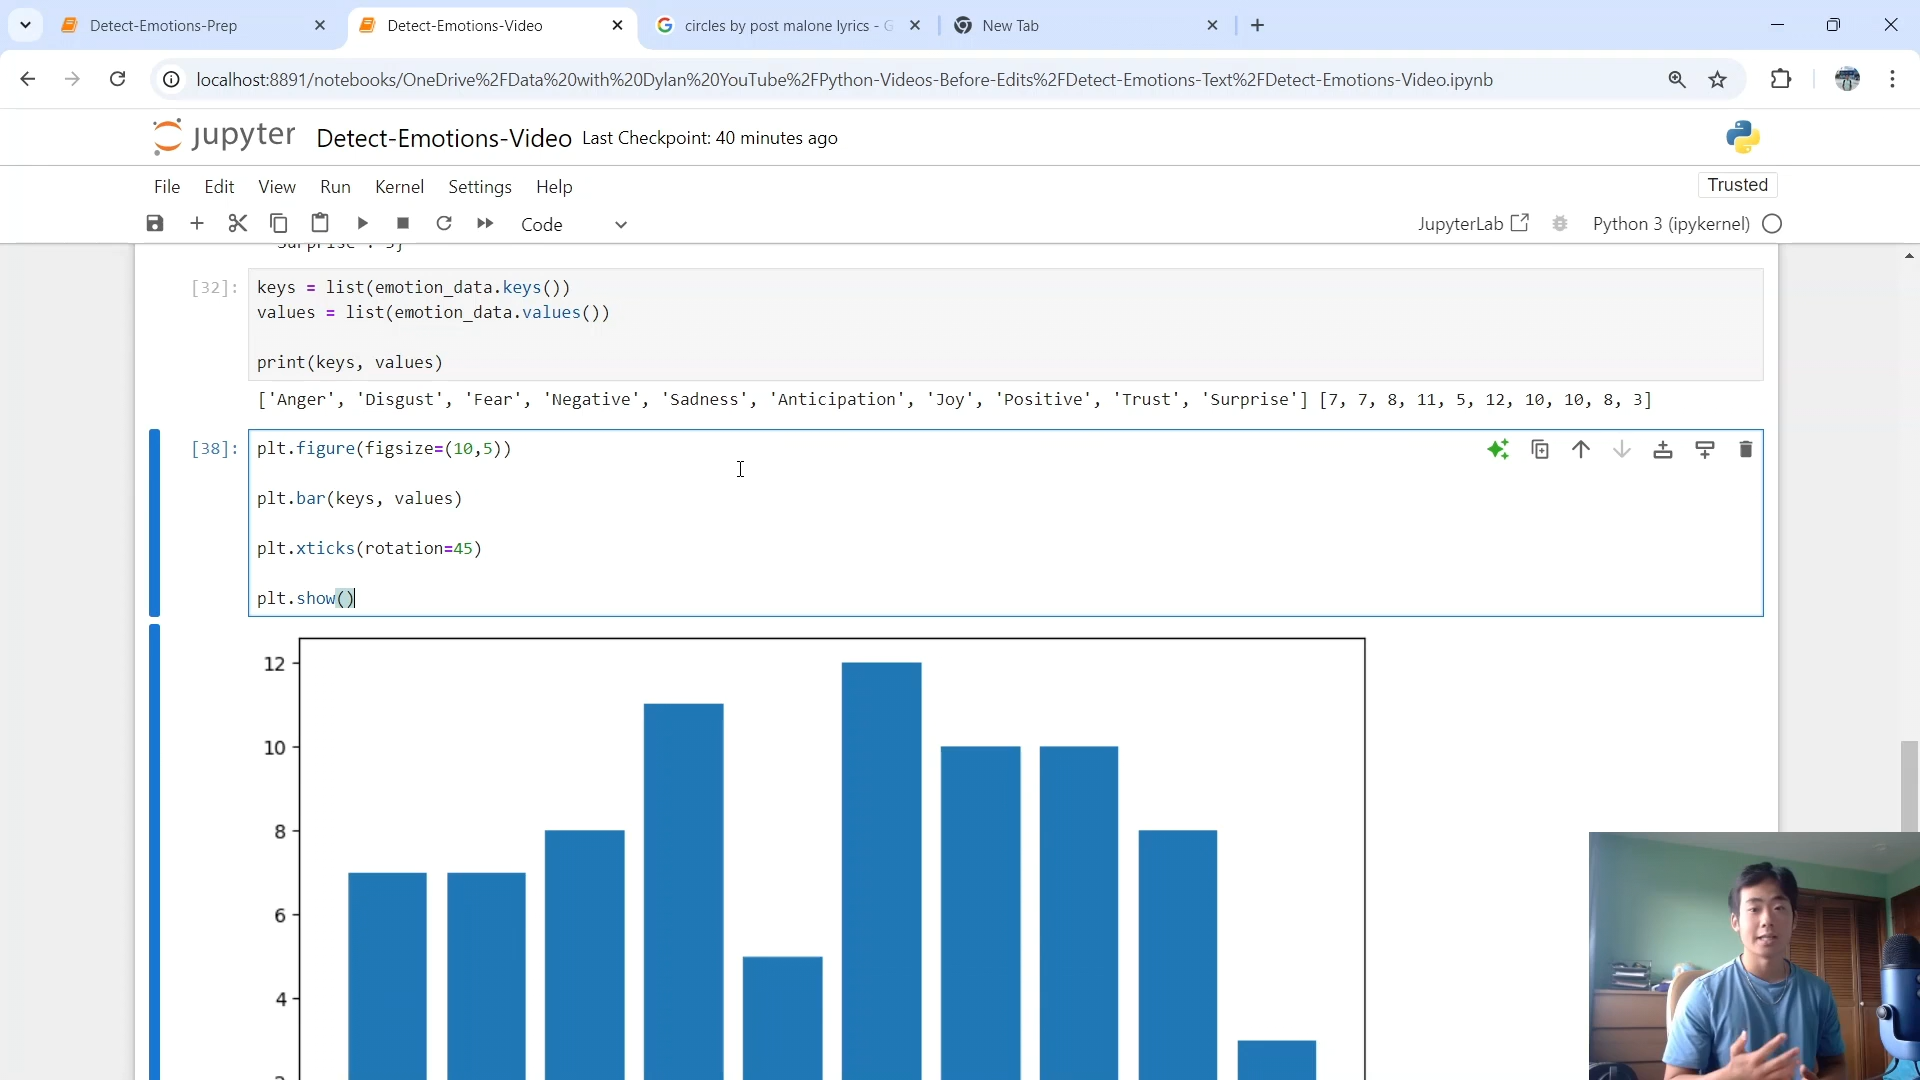 Detect-Emotions-Prep
Detect-Emotions-Video
circles by post malone lyrics - G
New Tab
localhost:8891/notebooks/OneDrive%2FData%20with%20Dylan%20YouTube%2FPython-Videos-Before-Edits%2FDetect-Emotions-Text%2FDetect-Emotions-Video.ipynb
jupyter Detect-Emotions-Video Last Checkpoint: 40 minutes ago
File Edit View Run Kernel Settings Help
Trusted
Code
JupyterLab
Python 3 (ipykernel)
'Surprise': 3}
[32]:
keys = list(emotion_data.keys())
values = list(emotion_data.values())
print(keys, values)
['Anger', 'Disgust', 'Fear', 'Negative', 'Sadness', 'Anticipation', 'Joy', 'Positive', 'Trust', 'Surprise'] [7, 7, 8, 11, 5, 12, 10, 10, 8, 3]
[38]:
plt.figure(figsize=(10,5))
plt.bar(keys, values)
plt.xticks(rotation=45)
plt.show()
12
10
8
6
4
2